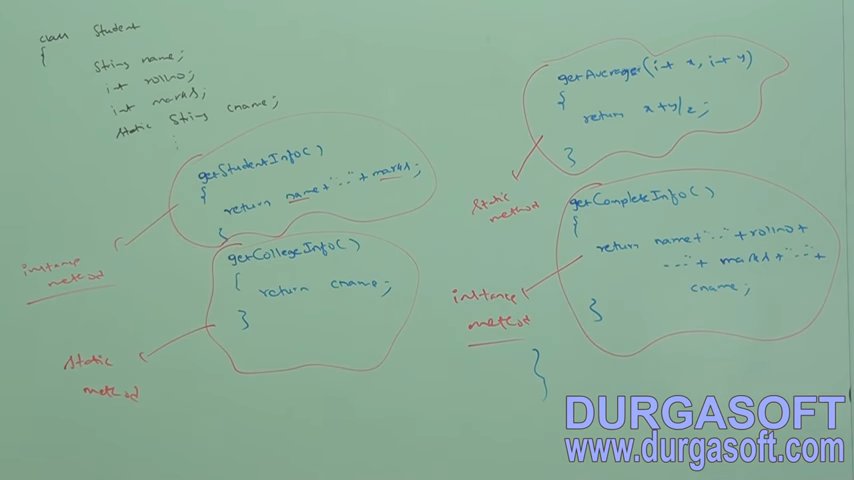 class Student
{
String name;
int rollno;
int marks;
static String cname;
:
getStudentInfo( )
{
return name+"..."+marks;
}
instance
method
getCollegeInfo( )
{
return cname;
}
static
method
getAverage(int x, int y)
{
return x+y/2;
}
static
method
getCompleteInfo( )
{
return name+"..."+rollno+
"..."+ marks+"..."+
cname;
}
instance
method
}
DURGASOFT
www.durgasoft.com